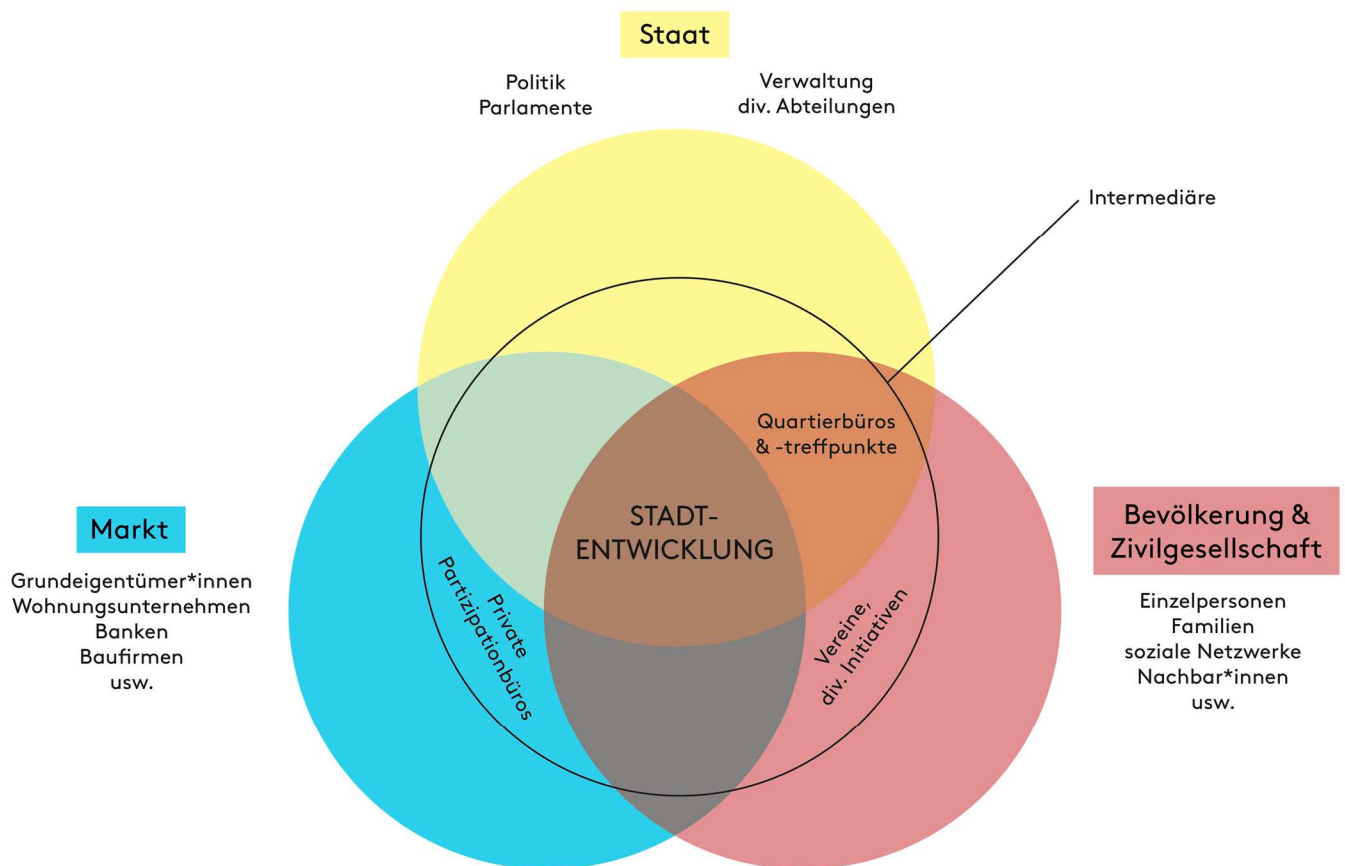 Staat
Politik
Parlamente
Verwaltung
div. Abteilungen
Intermediäre
Quartierbüros
& -treffpunkte
STADT-
ENTWICKLUNG
Markt
Grundeigentümer*innen
Wohnungsunternehmen
Banken
Baufirmen
usw.
Private
Partizipationbüros
Vereine,
div. Initiativen
Bevölkerung &
Zivilgesellschaft
Einzelpersonen
Familien
soziale Netzwerke
Nachbar*innen
usw.